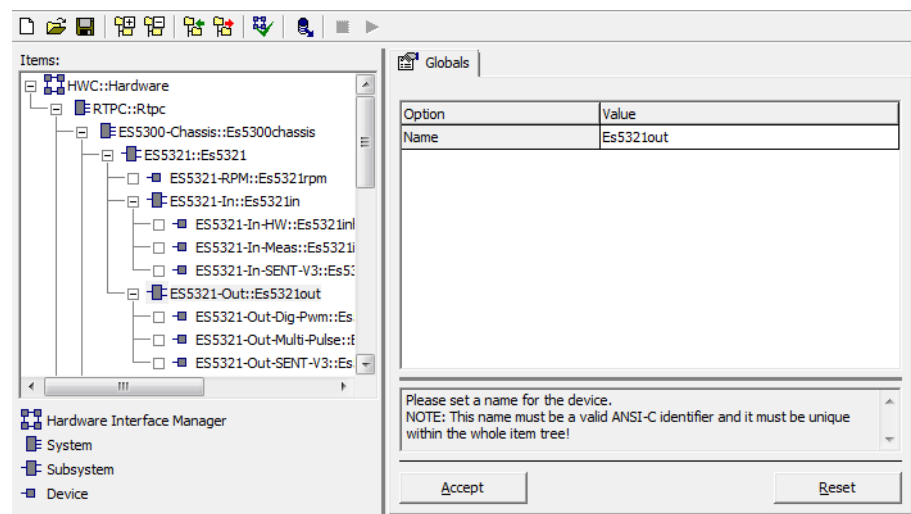 Items:
HWC::Hardware
RTPC::Rtpc
ES5300-Chassis::Es5300chassis
ES5321::Es5321
ES5321-RPM::Es5321rpm
ES5321-In::Es5321in
ES5321-In-HW::Es5321inl
ES5321-In-Meas::Es5321i
ES5321-In-SENT-V3::Es53
ES5321-Out::Es5321out
ES5321-Out-Dig-Pwm::Es
ES5321-Out-Multi-Pulse::E
ES5321-Out-SENT-V3::Es
Hardware Interface Manager
System
Subsystem
Device
Globals
Option Value
Name Es5321out
Please set a name for the device.
NOTE: This name must be a valid ANSI-C identifier and it must be unique
within the whole item tree!
Accept Reset